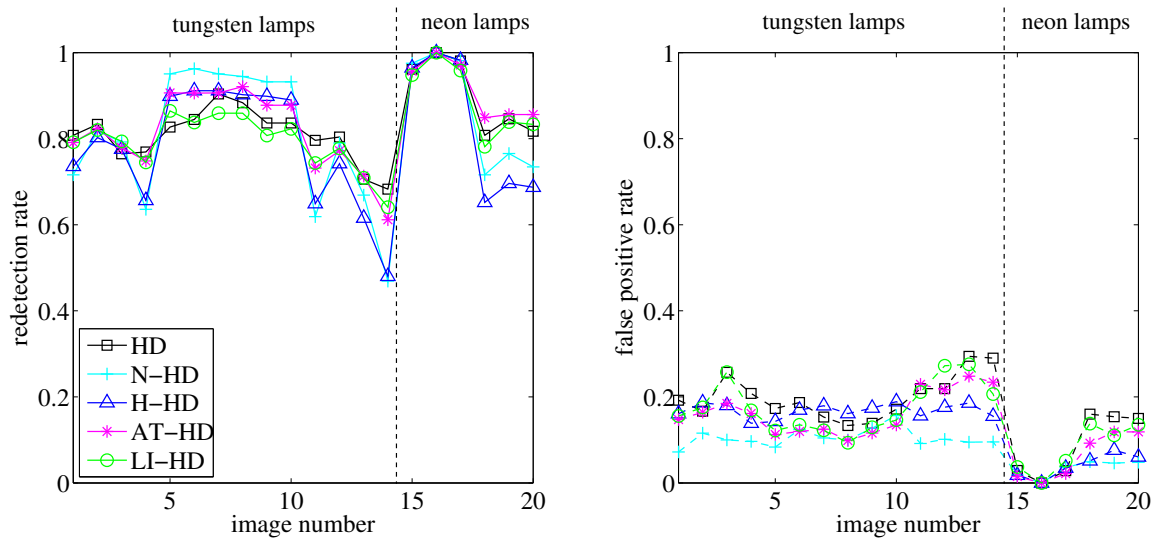 tungsten lamps neon lamps
1
0.8
0.6
0.4
0.2
0
redetection rate
HD
N−HD
H−HD
AT−HD
LI−HD
5 10 15 20
image number
tungsten lamps neon lamps
1
0.8
0.6
0.4
0.2
0
false positive rate
5 10 15 20
image number